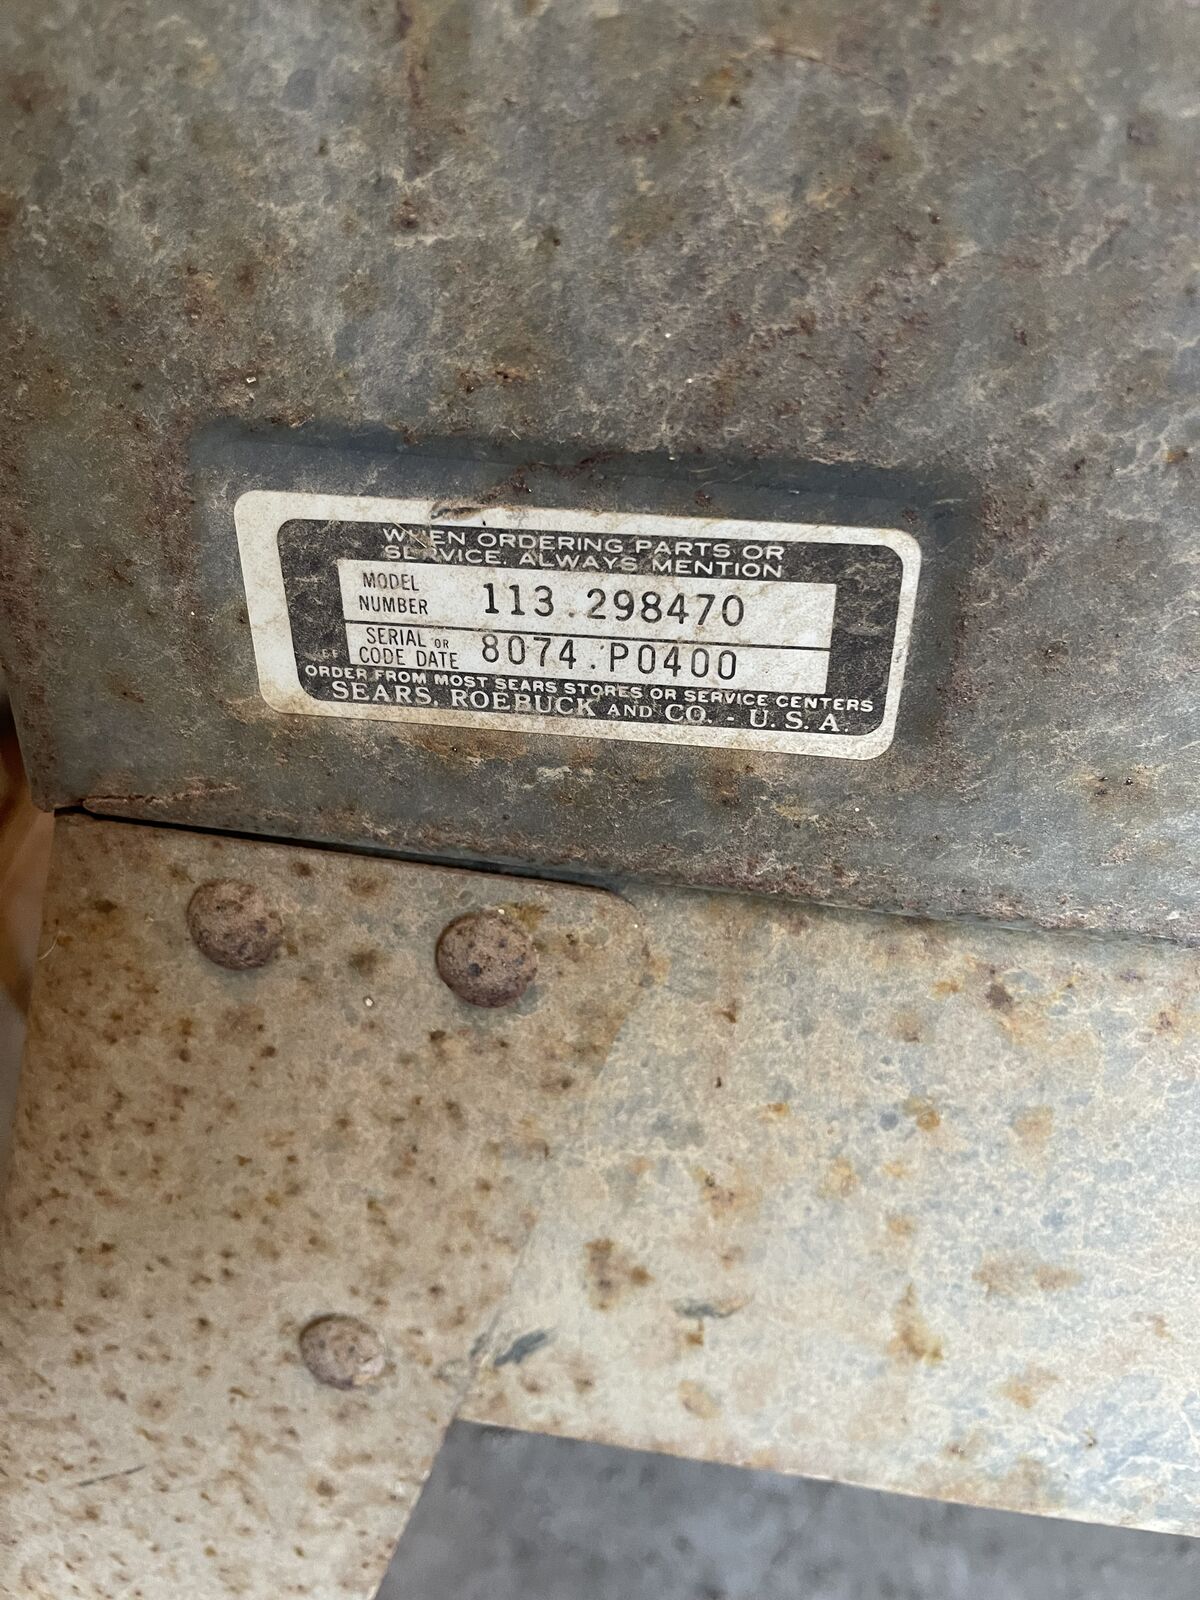 WHEN ORDERING PARTS OR
SERVICE, ALWAYS MENTION
MODEL NUMBER 113.298470
SERIAL OR CODE DATE 8074.P0400
ORDER FROM MOST SEARS STORES OR SERVICE CENTERS
SEARS, ROEBUCK AND CO. - U.S.A.